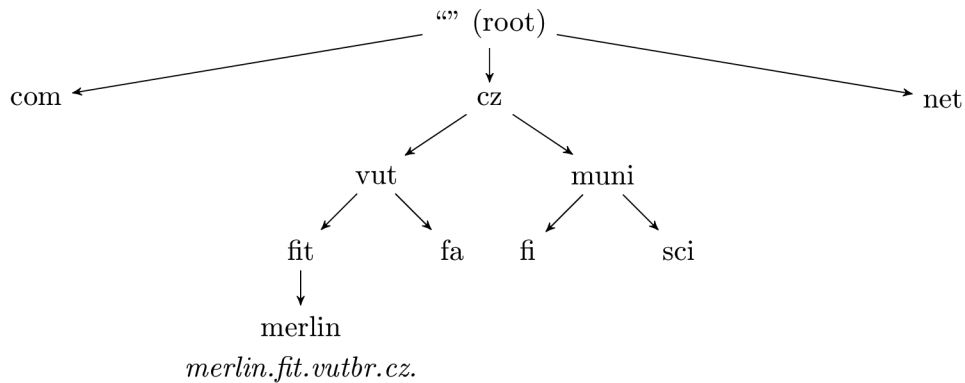 “” (root)
com cz net
vut muni
fit fa fi sci
merlin
merlin.fit.vutbr.cz.